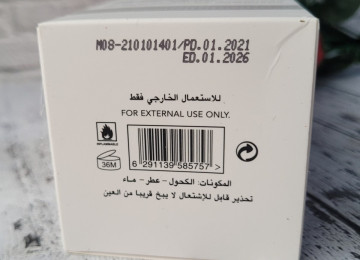 M08-210101401/PD.01.2021
ED.01.2026
للاستعمال الخارجي فقط
FOR EXTERNAL USE ONLY.
36M
6 291139 585757 >
المكونات: الكحول - عطر - ماء
تحذير قابل للإشتعال لا يبخ قريبا من العين